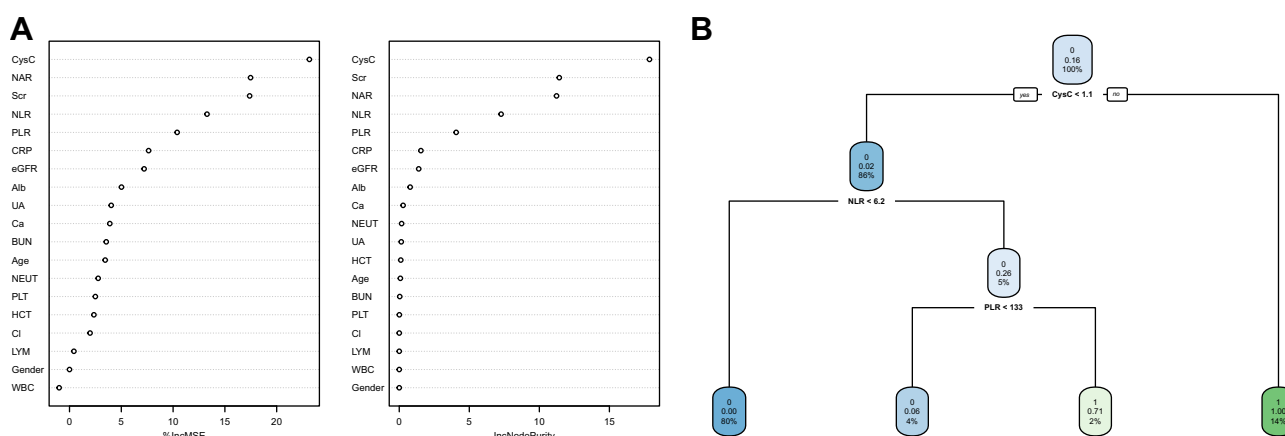 A
CysC
NAR
Scr
NLR
PLR
CRP
eGFR
Alb
UA
Ca
BUN
Age
NEUT
PLT
HCT
Cl
LYM
Gender
WBC
0 5 10 15 20
%IncMSE
CysC
Scr
NAR
NLR
PLR
CRP
eGFR
Alb
Ca
NEUT
UA
HCT
Age
BUN
PLT
Cl
LYM
WBC
Gender
0 5 10 15
IncNodePurity
B
0
0.16
100%
yes CysC < 1.1 no
0
0.02
86%
NLR < 6.2
0
0.26
5%
PLR < 133
0
0.00
80%
0
0.06
4%
1
0.71
2%
1
1.00
14%